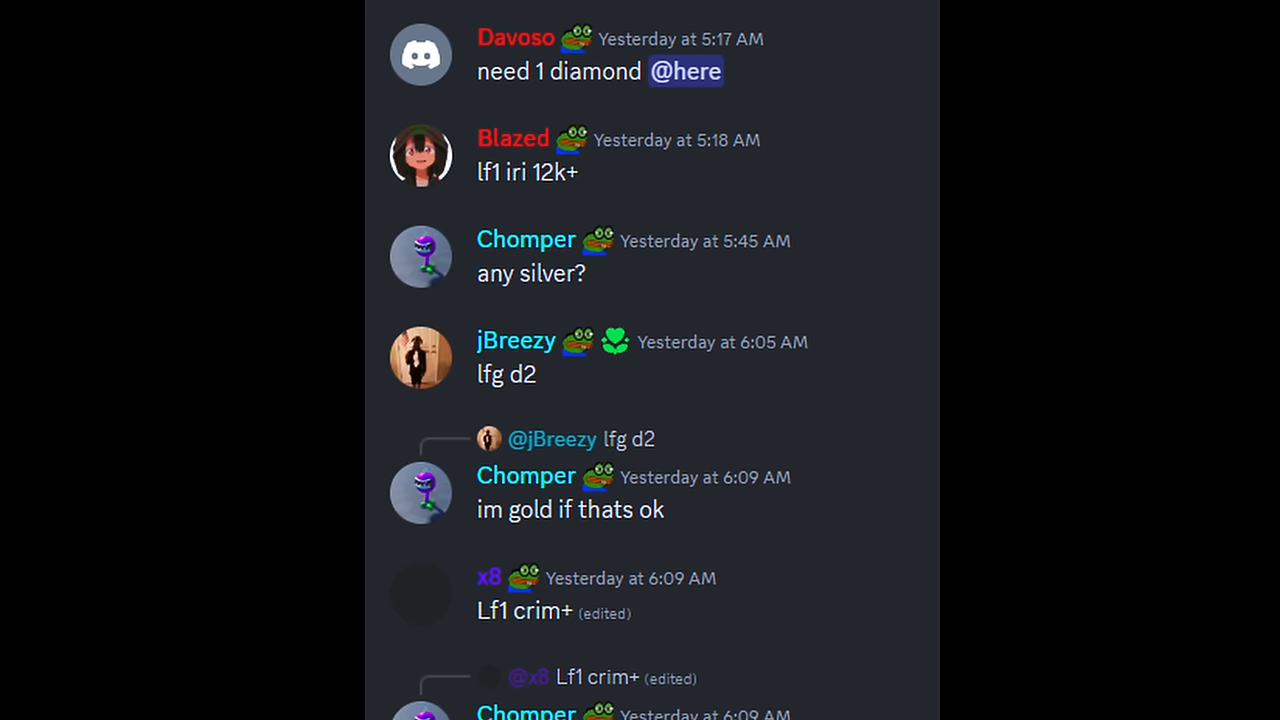 Davoso Yesterday at 5:17 AM
need 1 diamond @here
Blazed Yesterday at 5:18 AM
lf1 iri 12k+
Chomper Yesterday at 5:45 AM
any silver?
jBreezy Yesterday at 6:05 AM
lfg d2
@jBreezy lfg d2
Chomper Yesterday at 6:09 AM
im gold if thats ok
x8 Yesterday at 6:09 AM
Lf1 crim+ (edited)
@x8 Lf1 crim+ (edited)
Chomper Yesterday at 6:09 AM